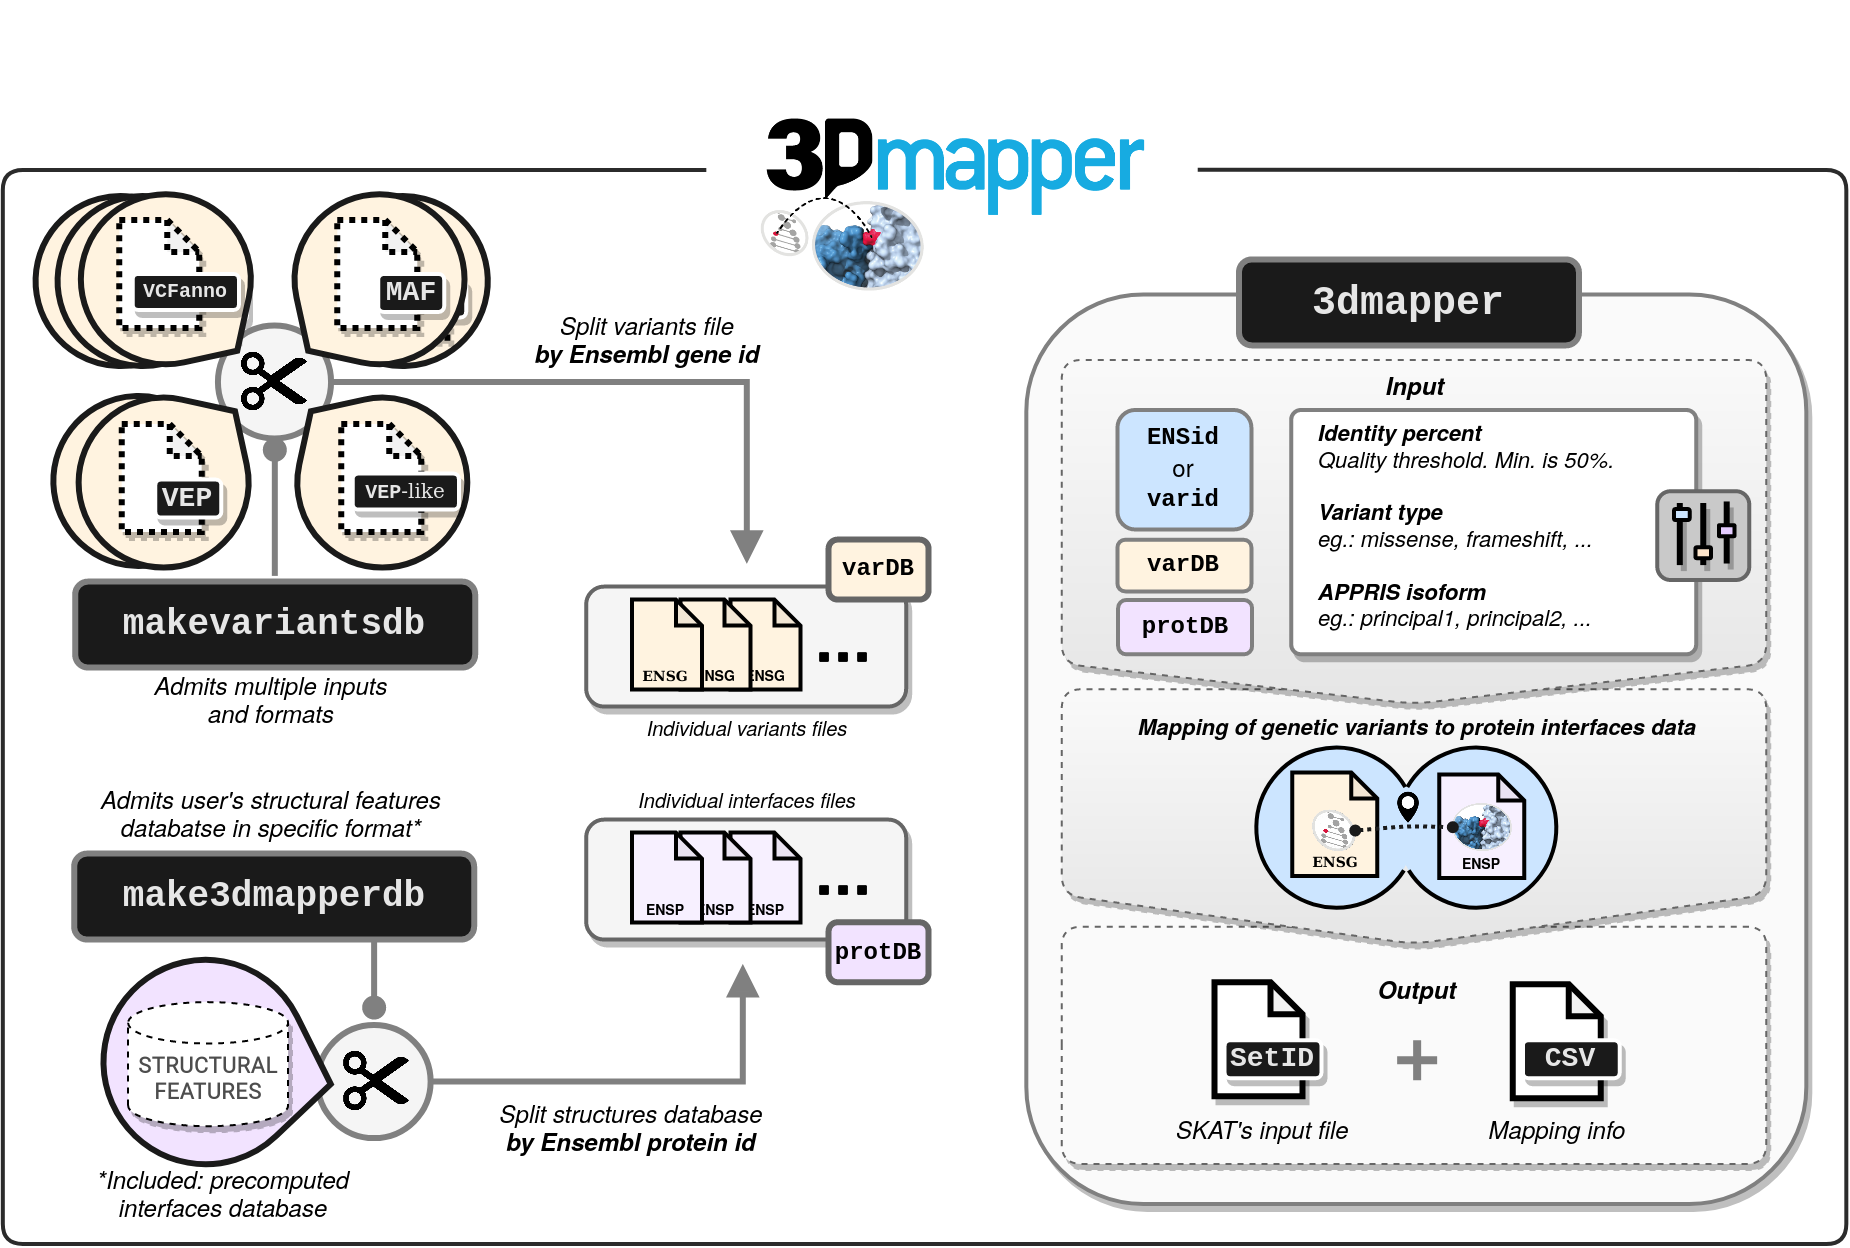 3Dmapper
VCFanno
MAF
VEP
VEP-like
makevariantsdb
Admits multiple inputs
and formats
Split variants file
by Ensembl gene id
varDB
ENSG
NSG
ENSG
...
Individual variants files
Admits user's structural features
databatse in specific format*
make3dmapperdb
STRUCTURAL
FEATURES
*Included: precomputed
interfaces database
Individual interfaces files
ENSP
ENSP
ENSP
...
protDB
Split structures database
by Ensembl protein id
3dmapper
Input
ENSid
or
varid
varDB
protDB
Identity percent
Quality threshold. Min. is 50%.
Variant type
eg.: missense, frameshift, ...
APPRIS isoform
eg.: principal1, principal2, ...
Mapping of genetic variants to protein interfaces data
ENSG
ENSP
Output
SetID
+
CSV
SKAT's input file
Mapping info